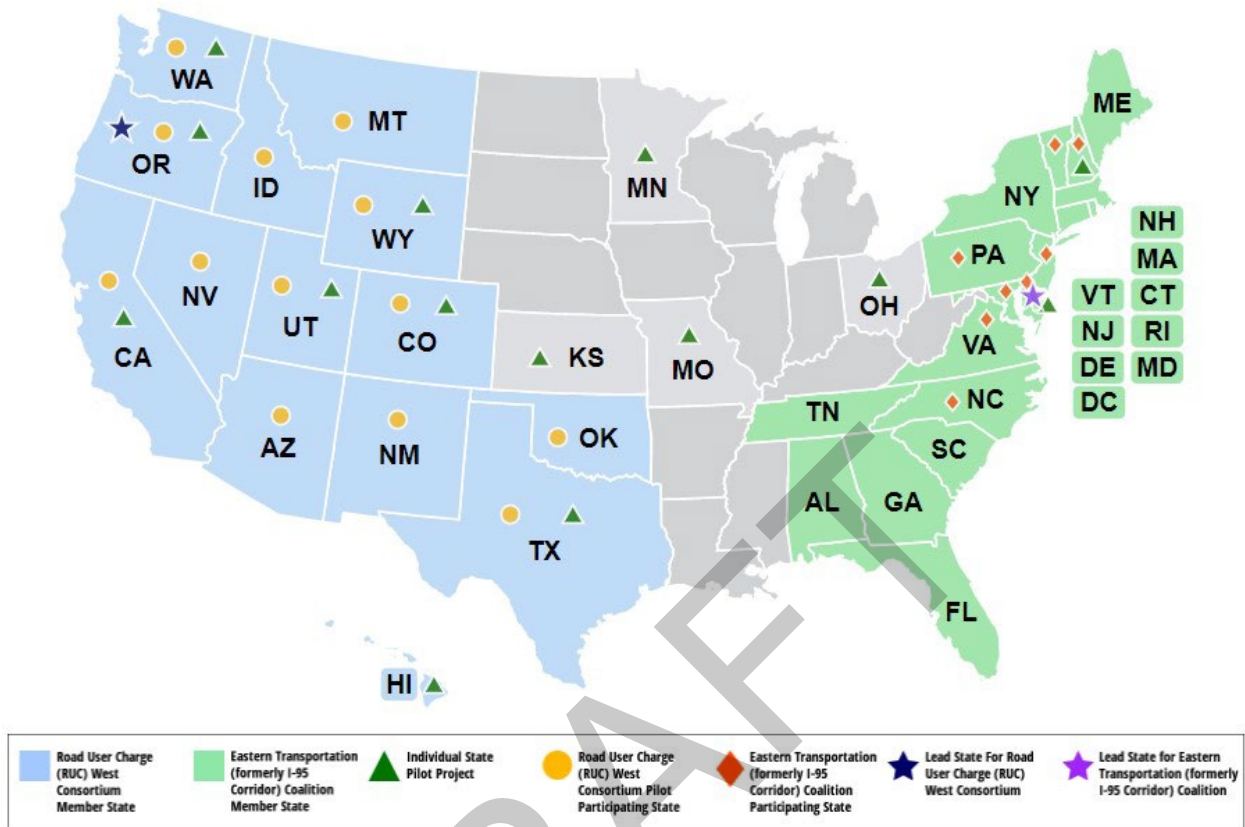 WA
MT
ME
OR
ID
MN
NY
WY
NH
PA
MA
NV
OH
VT CT
UT
CO
NJ RI
CA
KS
MO
VA
DE MD
DC
TN
NC
AZ
NM
OK
SC
AL
GA
TX
FL
HI
Road User Charge
(RUC) West
Consortium
Member State
Eastern Transportation
(formerly I-95
Corridor) Coalition
Member State
Individual State
Pilot Project
Road User Charge
(RUC) West
Consortium Pilot
Participating State
Eastern Transportation
(formerly I-95
Corridor) Coalition
Participating State
Lead State For Road
User Charge (RUC)
West Consortium
Lead State for Eastern
Transportation (formerly
I-95 Corridor) Coalition
DRAFT